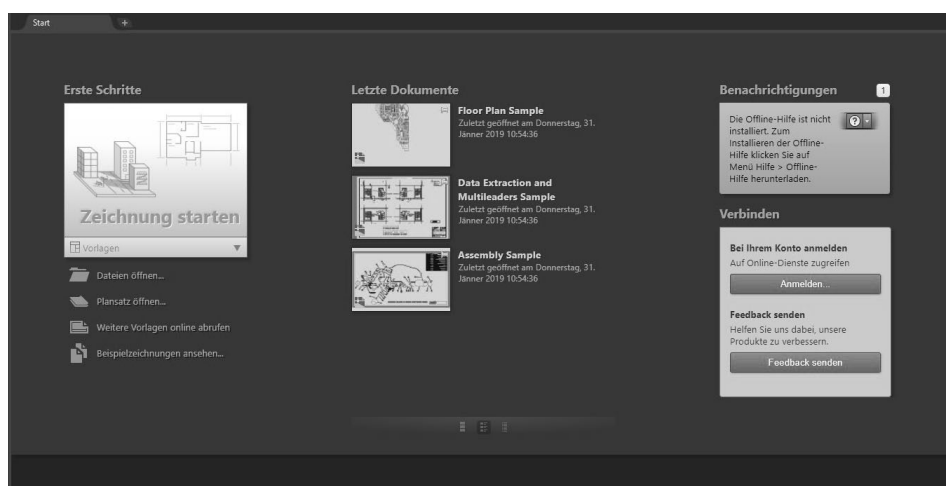 Start
Erste Schritte
Zeichnung starten
Vorlagen
Dateien öffnen...
Plansatz öffnen...
Weitere Vorlagen online abrufen
Beispielzeichnungen ansehen...
Letzte Dokumente
Floor Plan Sample
Zuletzt geöffnet am Donnerstag, 31.
Jänner 2019 10:54:36
Data Extraction and
Multileaders Sample
Zuletzt geöffnet am Donnerstag, 31.
Jänner 2019 10:54:36
Assembly Sample
Zuletzt geöffnet am Donnerstag, 31.
Jänner 2019 10:54:36
Benachrichtigungen 1
Die Offline-Hilfe ist nicht
installiert. Zum
Installieren der Offline-
Hilfe klicken Sie auf
Menü Hilfe > Offline-
Hilfe herunterladen.
Verbinden
Bei Ihrem Konto anmelden
Auf Online-Dienste zugreifen
Anmelden...
Feedback senden
Helfen Sie uns dabei, unsere
Produkte zu verbessern.
Feedback senden